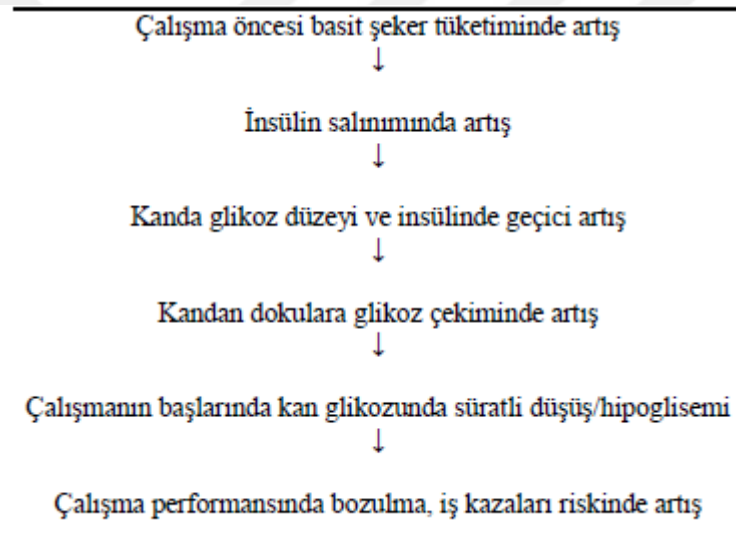 Çalışma öncesi basit şeker tüketiminde artış
↓
İnsülin salınımında artış
↓
Kanda glikoz düzeyi ve insülinde geçici artış
↓
Kandan dokulara glikoz çekiminde artış
↓
Çalışmanın başlarında kan glikozunda süratli düşüş/hipoglisemi
↓
Çalışma performansında bozulma, iş kazaları riskinde artış